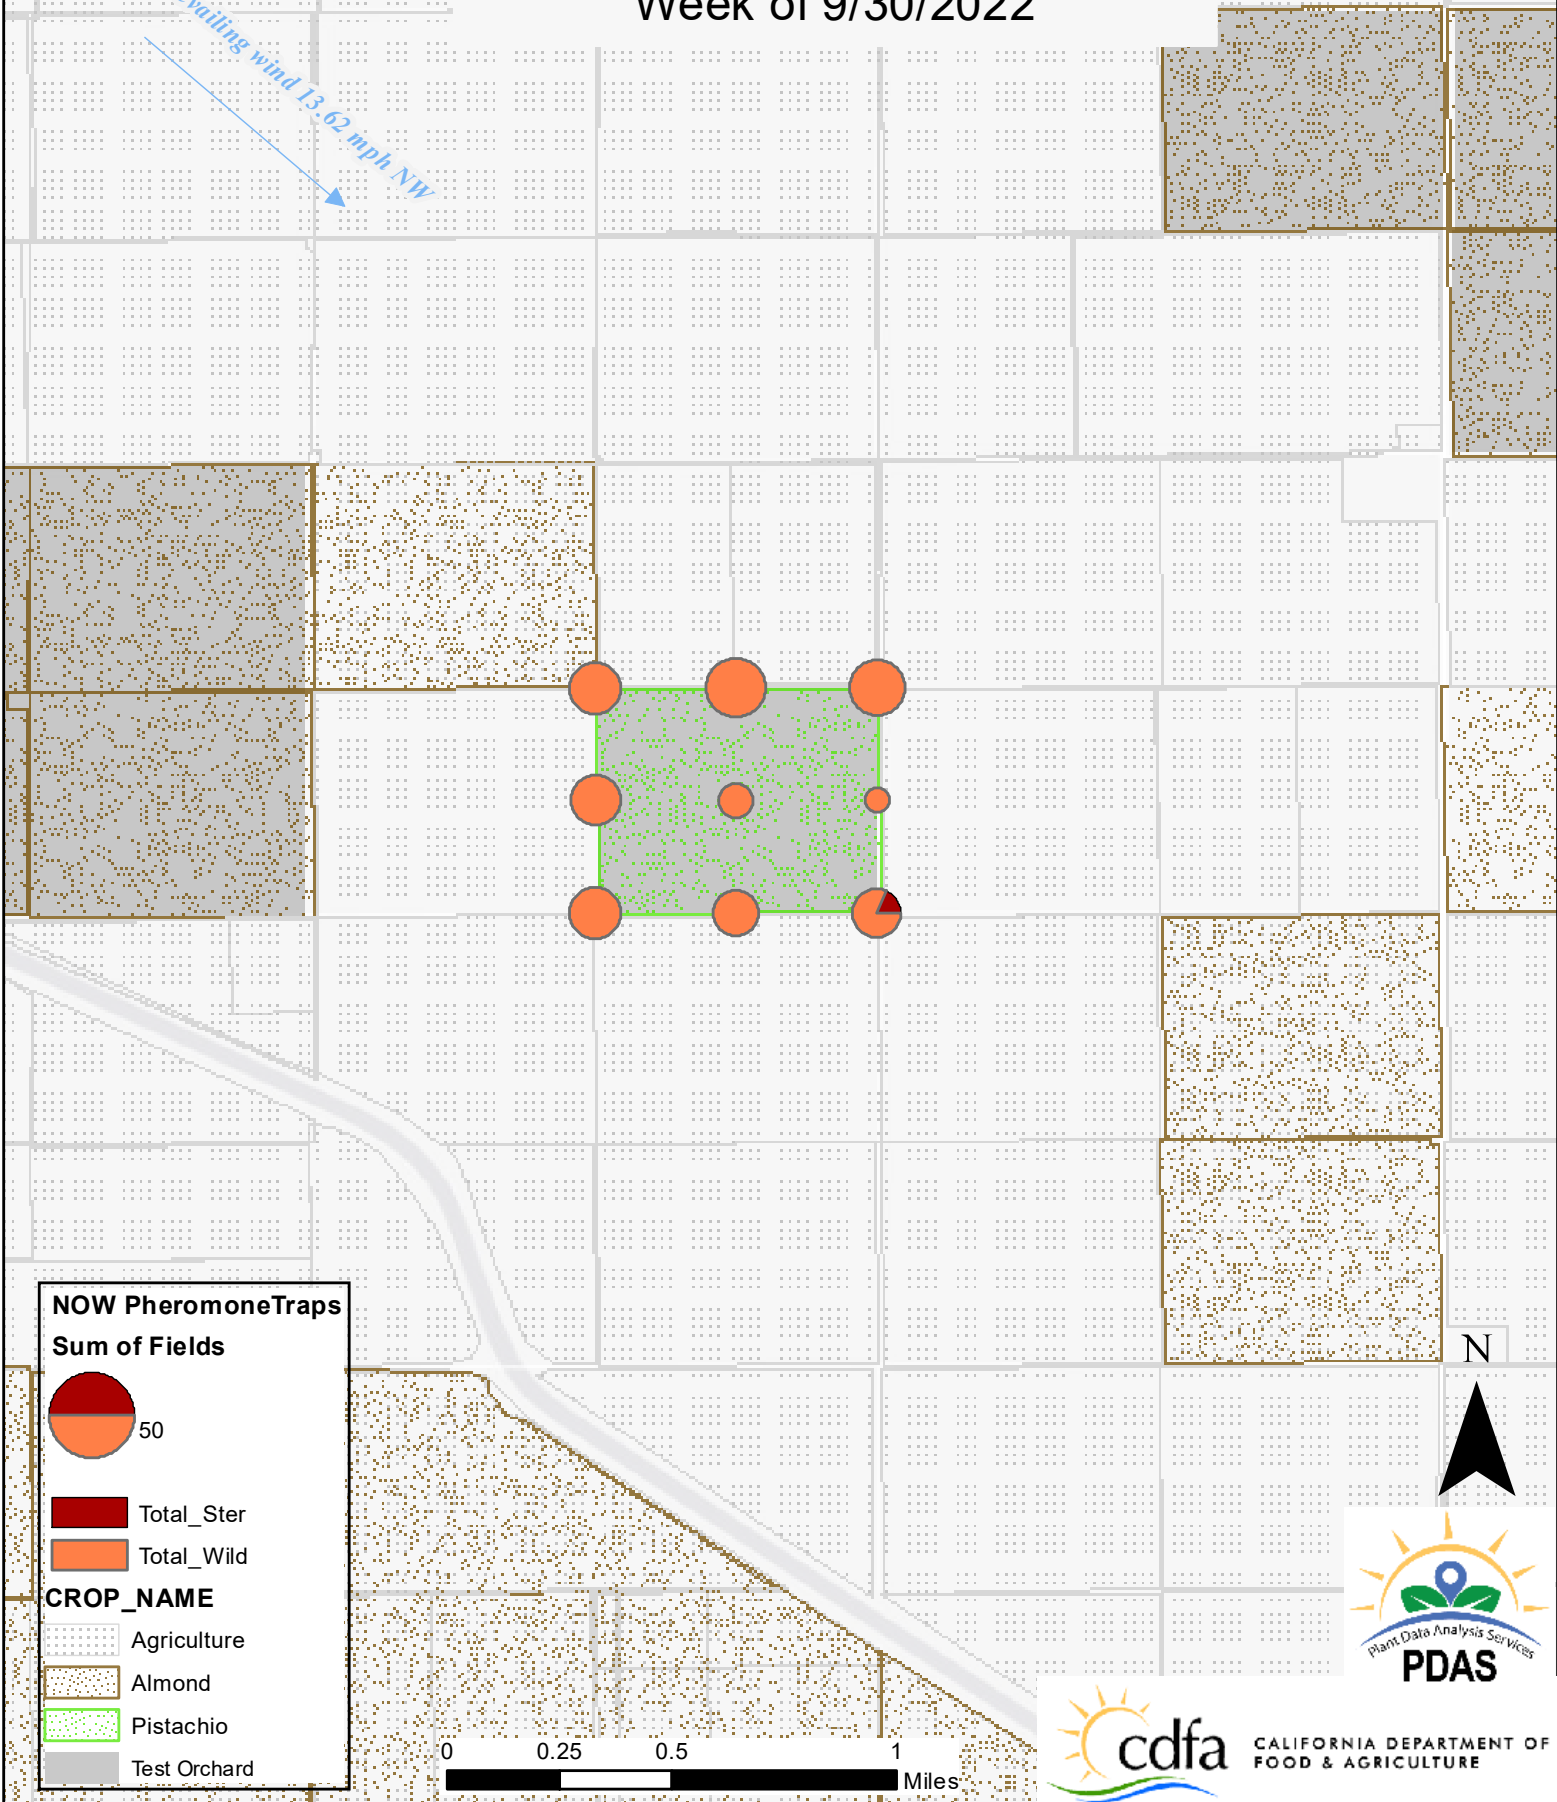 Week of 9/30/2022
wind 13.62 mph NW
NOW PheromoneTraps
Sum of Fields
50
Total_Ster
Total_Wild
CROP_NAME
Agriculture
Almond
Pistachio
Test Orchard
0 0.25 0.5 1
Miles
N
Plant Data Analysis Services
PDAS
cdfa
CALIFORNIA DEPARTMENT OF
FOOD & AGRICULTURE